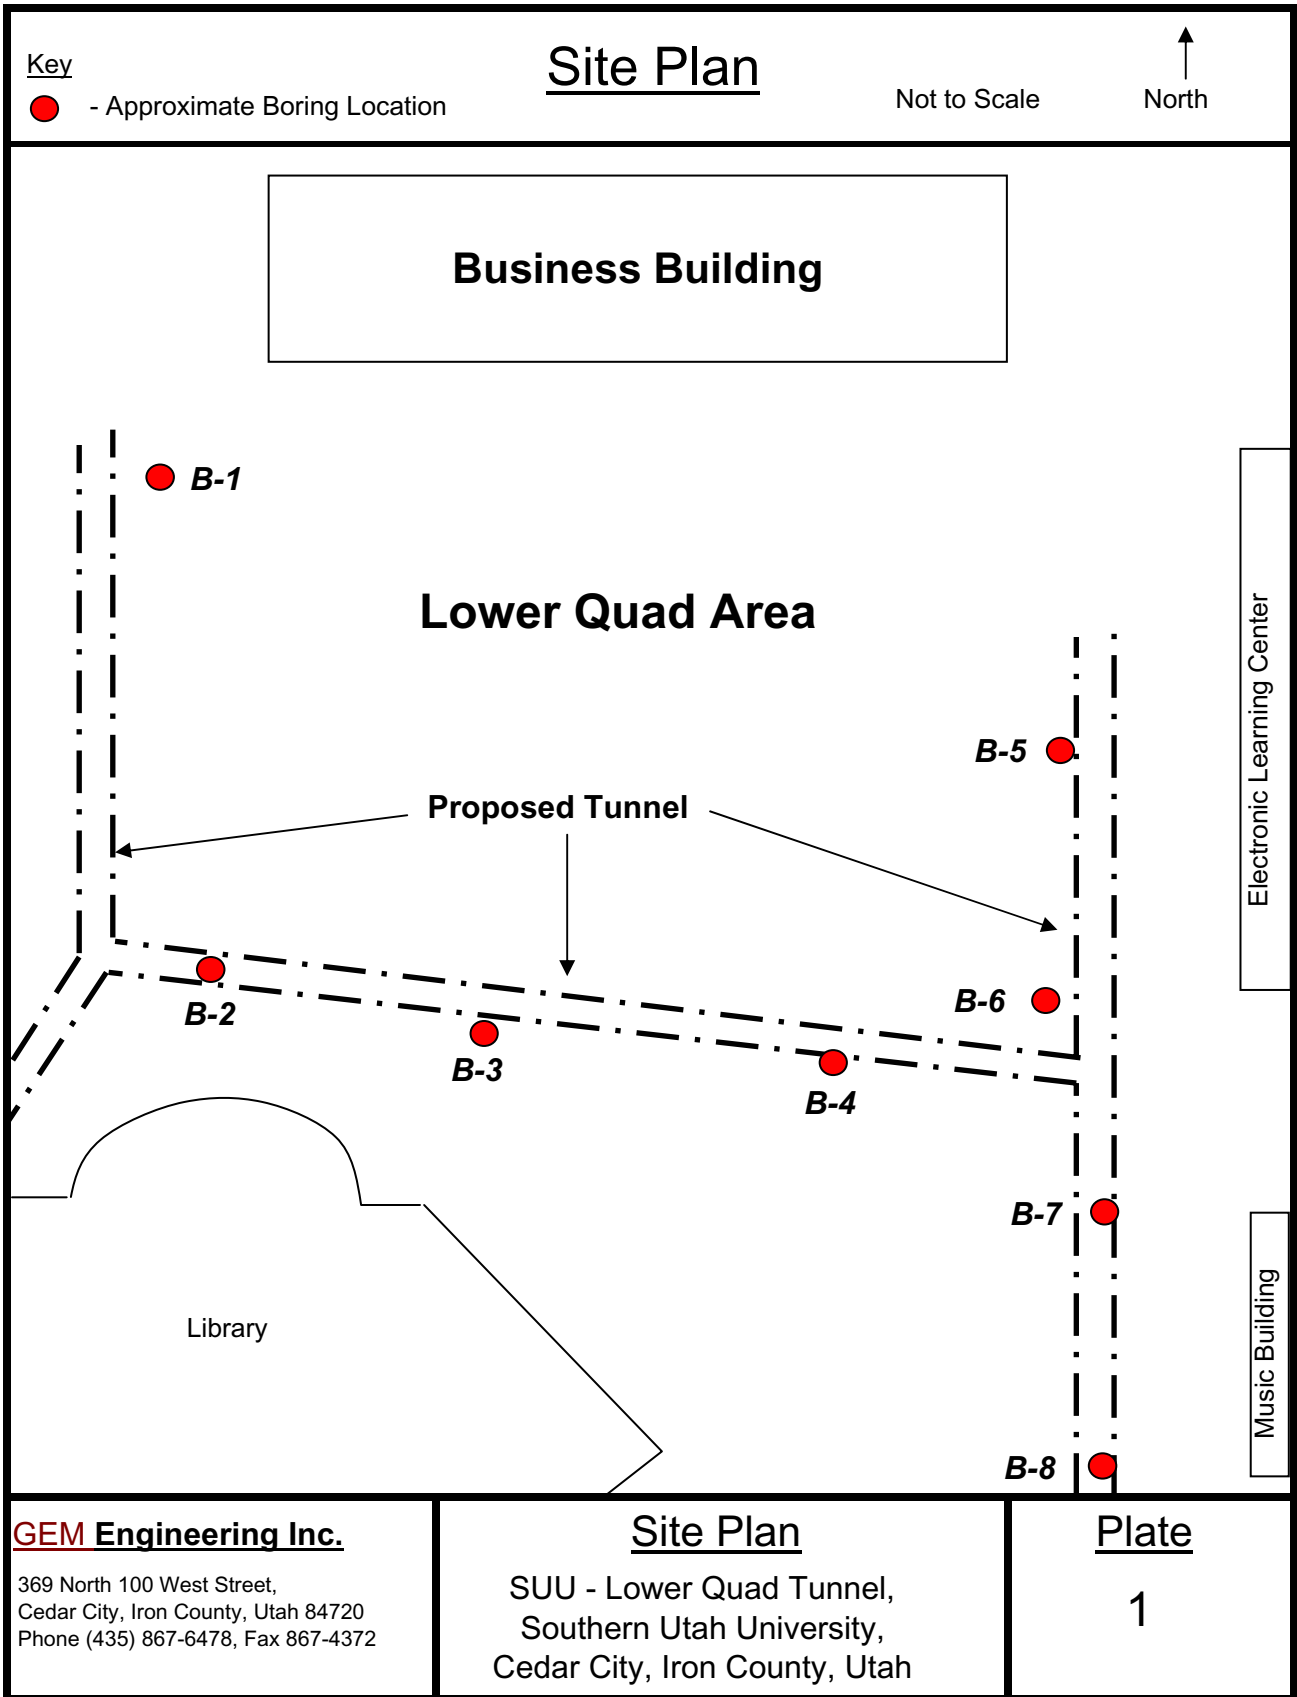 Key
Site Plan
- Approximate Boring Location
Not to Scale
North
Business Building
B-1
Lower Quad Area
Electronic Learning Center
B-5
Proposed Tunnel
B-6
B-2
B-3
B-4
B-7
Library
Music Building
B-8
GEM Engineering Inc.
369 North 100 West Street,
Cedar City, Iron County, Utah 84720
Phone (435) 867-6478, Fax 867-4372
Site Plan
SUU - Lower Quad Tunnel,
Southern Utah University,
Cedar City, Iron County, Utah
Plate
1